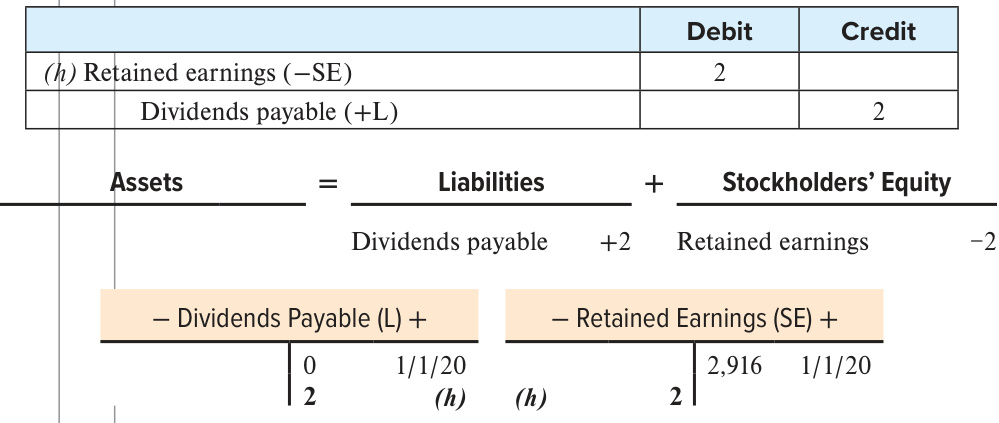 Debit Credit
(h) Retained earnings (−SE) 2
Dividends payable (+L) 2
Assets = Liabilities + Stockholders’ Equity
Dividends payable +2 Retained earnings −2
− Dividends Payable (L) + − Retained Earnings (SE) +
0 1/1/20 2,916 1/1/20
2 (h) (h) 2